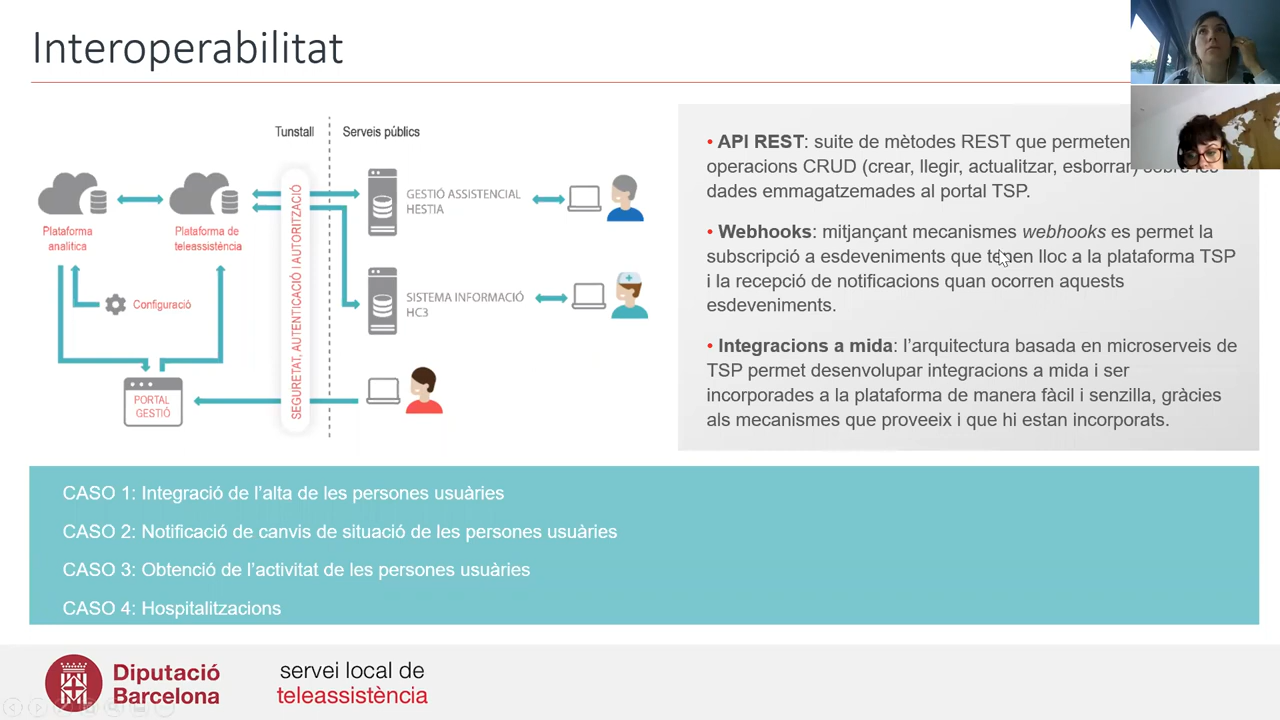 Interoperabilitat
Tunstall
Serveis públics
Plataforma
analítica
Plataforma de
teleassistència
Configuració
PORTAL
GESTIÓ
SEGURETAT, AUTENTICACIÓ I AUTORITZACIÓ
GESTIÓ ASSISTENCIAL
HESTIA
SISTEMA INFORMACIÓ
HC3
• API REST: suite de mètodes REST que permeten
operacions CRUD (crear, llegir, actualitzar, esborrar) sobre les
dades emmagatzemades al portal TSP.
• Webhooks: mitjançant mecanismes webhooks es permet la
subscripció a esdeveniments que tenen lloc a la plataforma TSP
i la recepció de notificacions quan ocorren aquests
esdeveniments.
• Integracions a mida: l’arquitectura basada en microserveis de
TSP permet desenvolupar integracions a mida i ser
incorporades a la plataforma de manera fàcil i senzilla, gràcies
als mecanismes que proveeix i que hi estan incorporats.
CASO 1: Integració de l’alta de les persones usuàries
CASO 2: Notificació de canvis de situació de les persones usuàries
CASO 3: Obtenció de l’activitat de les persones usuàries
CASO 4: Hospitalitzacions
Diputació
Barcelona
servei local de
teleassistència